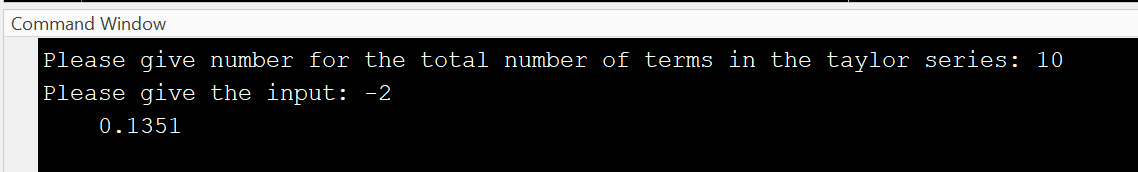 Command Window
Please give number for the total number of terms in the taylor series: 10
Please give the input: -2
0.1351